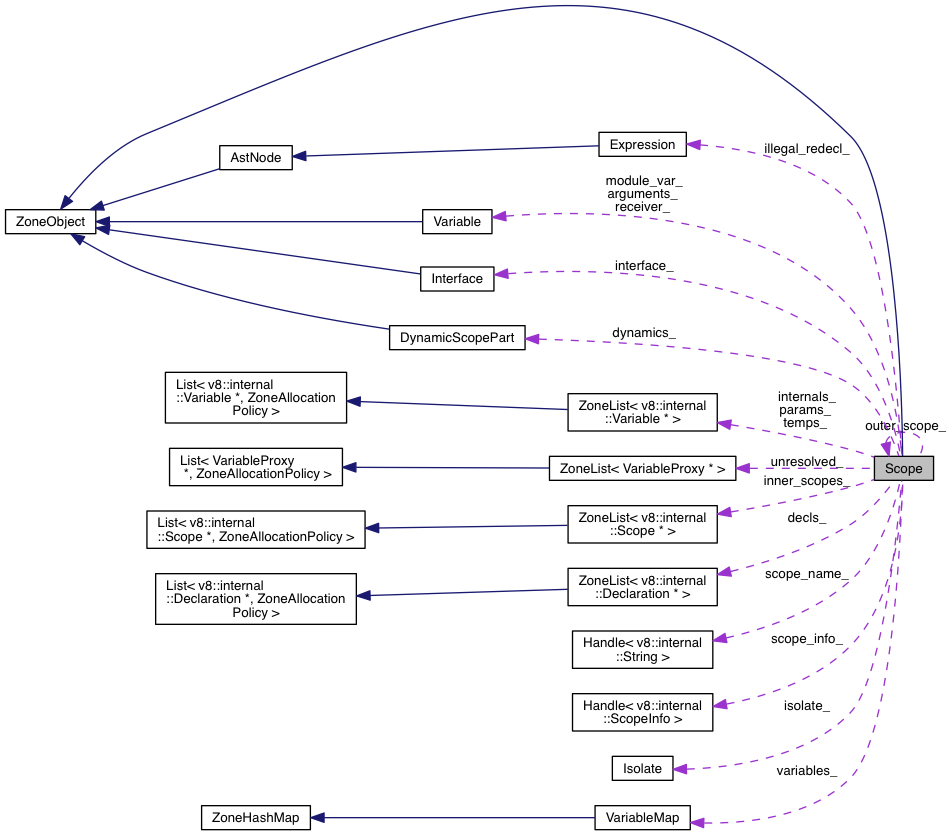 Expression
illegal_redecl_
AstNode
module_var_
arguments_
receiver_
ZoneObject
Variable
interface_
Interface
dynamics_
DynamicScopePart
List< v8::internal
::Variable *, ZoneAllocation
Policy >
ZoneList< v8::internal
::Variable * >
internals_
params_
temps_
outer_scope_
List< VariableProxy
*, ZoneAllocationPolicy >
ZoneList< VariableProxy * >
unresolved_
Scope
inner_scopes_
List< v8::internal
::Scope *, ZoneAllocationPolicy >
ZoneList< v8::internal
::Scope * >
decls_
List< v8::internal
::Declaration *, ZoneAllocation
Policy >
ZoneList< v8::internal
::Declaration * >
scope_name_
Handle< v8::internal
::String >
scope_info_
Handle< v8::internal
::ScopeInfo >
isolate_
Isolate
variables_
ZoneHashMap
VariableMap